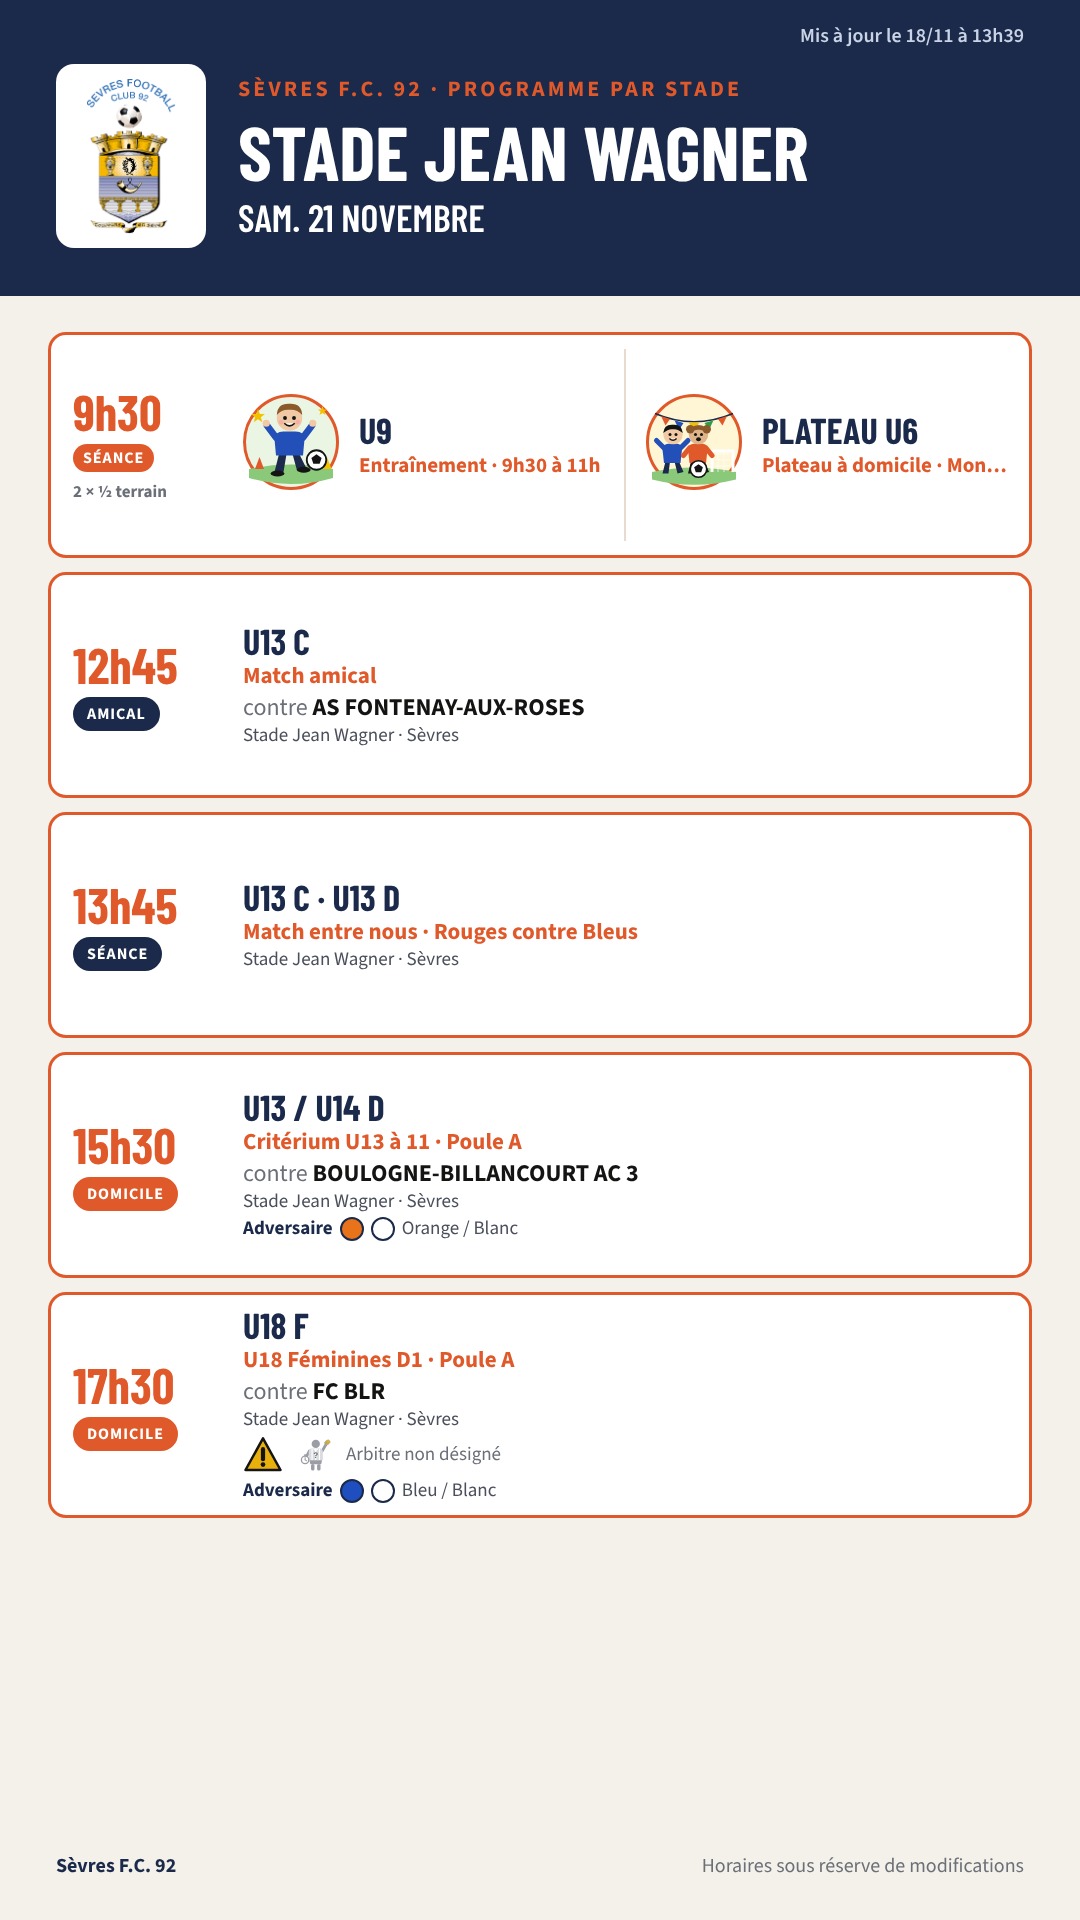 Mis à jour le 18/11 à 13h39
SEVRES FOOTBALL
CLUB 92
SÈVRES F.C. 92 · PROGRAMME PAR STADE
STADE JEAN WAGNER
SAM. 21 NOVEMBRE
9h30
SÉANCE
2 × ½ terrain
U9
Entraînement · 9h30 à 11h
PLATEAU U6
Plateau à domicile · Mon…
12h45
AMICAL
U13 C
Match amical
contre AS FONTENAY-AUX-ROSES
Stade Jean Wagner · Sèvres
13h45
SÉANCE
U13 C · U13 D
Match entre nous · Rouges contre Bleus
Stade Jean Wagner · Sèvres
15h30
DOMICILE
U13 / U14 D
Critérium U13 à 11 · Poule A
contre BOULOGNE-BILLANCOURT AC 3
Stade Jean Wagner · Sèvres
Adversaire Orange / Blanc
17h30
DOMICILE
U18 F
U18 Féminines D1 · Poule A
contre FC BLR
Stade Jean Wagner · Sèvres
Arbitre non désigné
Adversaire Bleu / Blanc
Sèvres F.C. 92
Horaires sous réserve de modifications